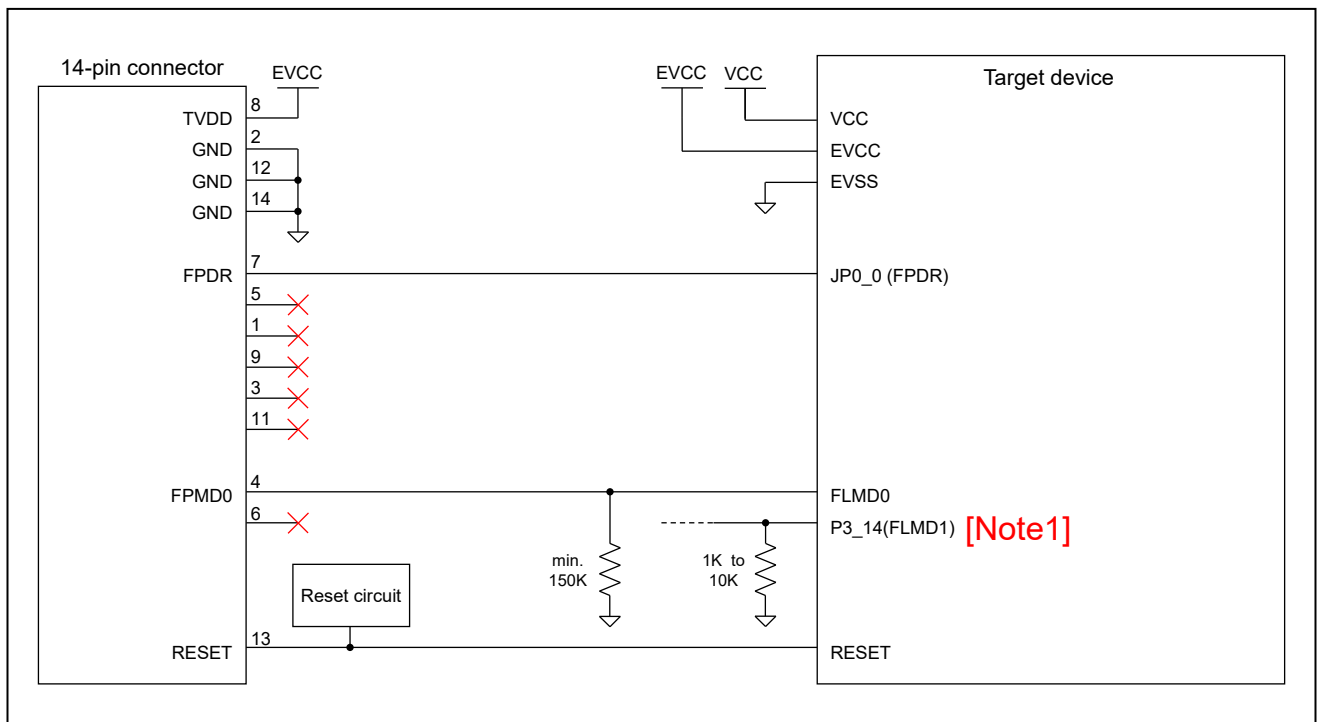 14-pin connector
EVCC
EVCC
VCC
Target device
TVDD
8
VCC
GND
2
EVCC
GND
12
EVSS
GND
14
FPDR
7
JP0_0 (FPDR)
5
1
9
3
11
FPMD0
4
FLMD0
6
P3_14(FLMD1)
[Note1]
min.
150K
1K to
10K
Reset circuit
RESET
13
RESET